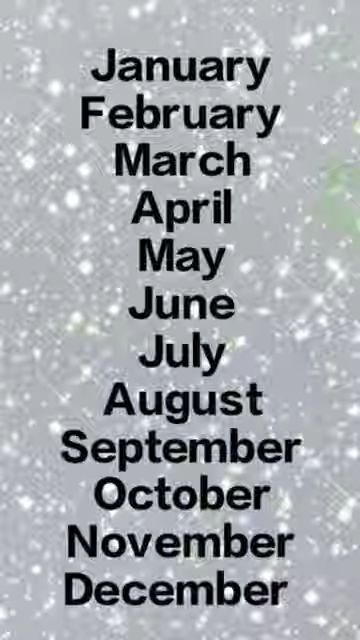 January
February
March
April
May
June
July
August
September
October
November
December